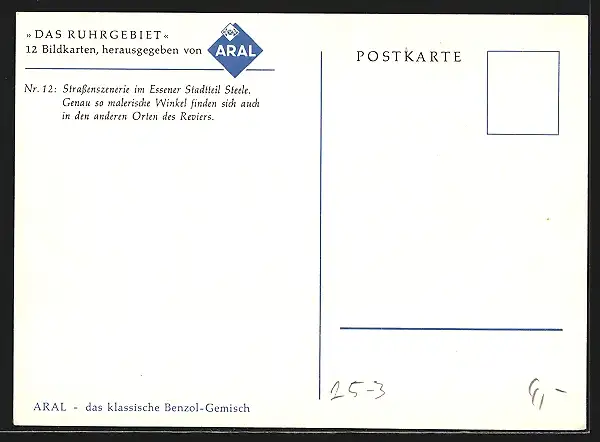 »DAS RUHRGEBIET«
12 Bildkarten, herausgegeben von ARAL
Nr. 12: Straßenszenerie im Essener Stadtteil Steele.
Genau so malerische Winkel finden sich auch
in den anderen Orten des Reviers.
POSTKARTE
25-3
4,-
ARAL - das klassische Benzol-Gemisch